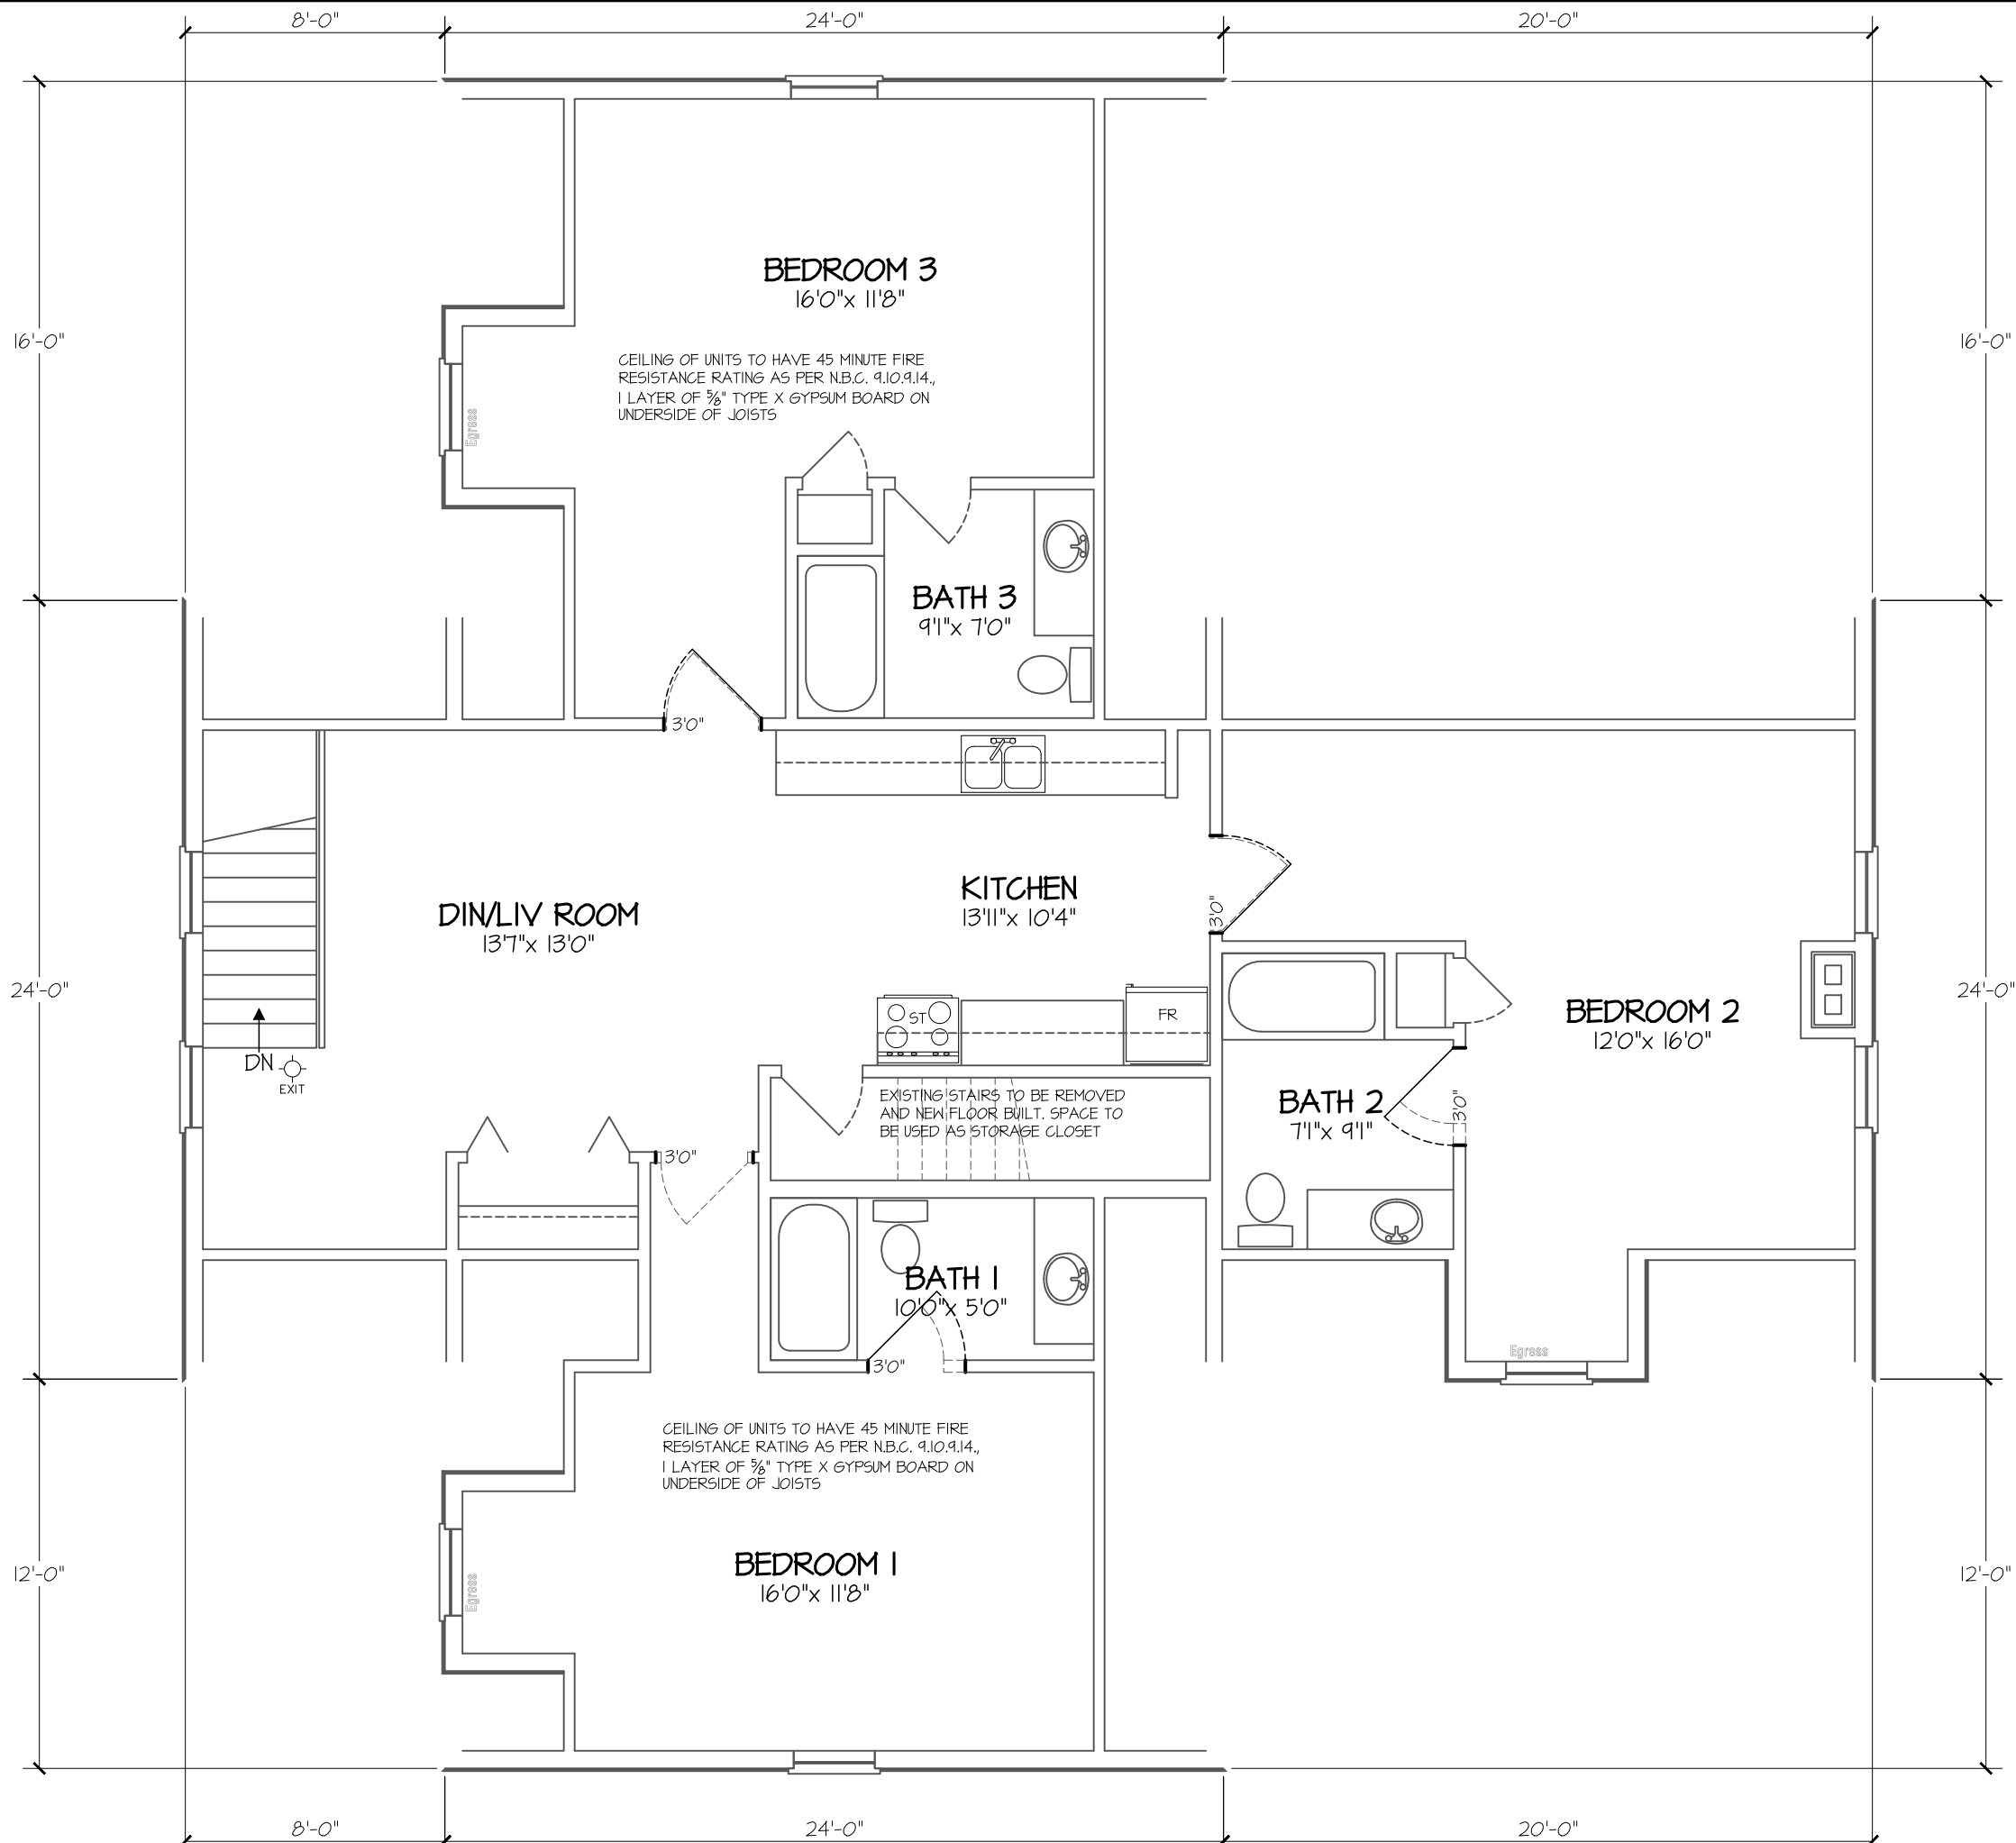 8'-0"
24'-0"
20'-0"
16'-0"
16'-0"
BEDROOM 3
16'0"x 11'8"
CEILING OF UNITS TO HAVE 45 MINUTE FIRE
RESISTANCE RATING AS PER N.B.C. 9.10.9.14.,
1 LAYER OF ⅝" TYPE X GYPSUM BOARD ON
UNDERSIDE OF JOISTS
Egress
BATH 3
9'1"x 7'0"
3'0"
KITCHEN
13'11"x 10'4"
DIN/LIV ROOM
13'7"x 13'0"
3'0"
24'-0"
24'-0"
ST
FR
BEDROOM 2
12'0"x 16'0"
DN
EXIT
EXISTING STAIRS TO BE REMOVED
AND NEW FLOOR BUILT. SPACE TO
BE USED AS STORAGE CLOSET
BATH 2
7'1"x 9'1"
3'0"
3'0"
BATH 1
10'0"x 5'0"
3'0"
Egress
CEILING OF UNITS TO HAVE 45 MINUTE FIRE
RESISTANCE RATING AS PER N.B.C. 9.10.9.14.,
1 LAYER OF ⅝" TYPE X GYPSUM BOARD ON
UNDERSIDE OF JOISTS
12'-0"
12'-0"
BEDROOM 1
16'0"x 11'8"
Egress
8'-0"
24'-0"
20'-0"